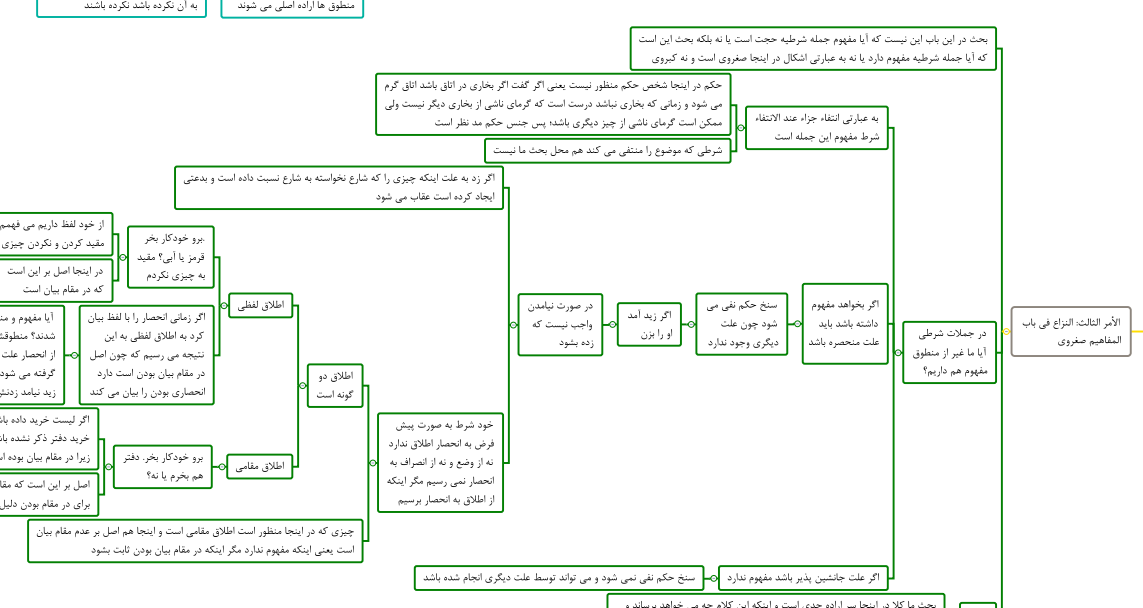 منطوق ها اراده اصلی می شوند
به آن نکرده باشد نکرده باشند
الأمر الثالث: النزاع فی باب
المفاهیم صغروی
بحث در این باب این نیست که آیا مفهوم جمله شرطیه حجت است یا نه بلکه بحث این است
که آیا جمله شرطیه مفهوم دارد یا نه به عبارتی اشکال در اینجا صغروی است و نه کبروی
در جملات شرطی
آیا ما غیر از منطوق
مفهوم هم داریم؟
به عبارتی انتفاء جزاء عند الانتفاء
شرط مفهوم این جمله است
حکم در اینجا شخص حکم منظور نیست یعنی اگر گفت اگر بخاری در اتاق باشد اتاق گرم
می شود و زمانی که بخاری نباشد درست است که گرمای ناشی از بخاری دیگر نیست ولی
ممکن است گرمای ناشی از چیز دیگری باشد؛ پس جنس حکم مد نظر است
شرطی که موضوع را منتفی می کند هم محل بحث ما نیست
اگر بخواهد مفهوم
داشته باشد باید
علت منحصره باشد
سنخ حکم نفی می
شود چون علت
دیگری وجود ندارد
اگر زید آمد
او را بزن
در صورت نیامدن
واجب نیست که
زده بشود
اگر زد به علت اینکه چیزی را که شارع نخواسته به شارع نسبت داده است و بدعتی
ایجاد کرده است عقاب می شود
خود شرط به صورت پیش
فرض به انحصار اطلاق ندارد
نه از وضع و نه از انصراف به
انحصار نمی رسیم مگر اینکه
از اطلاق به انحصار برسیم
اطلاق دو
گونه است
اطلاق لفظی
.برو خودکار بخر
قرمز یا آبی؟ مقید
به چیزی نکردم
از خود لفظ داریم می فهمم
مقید کردن و نکردن چیزی
در اینجا اصل بر این است
که در مقام بیان است
اگر زمانی انحصار را با لفظ بیان
کرد به اطلاق لفظی به این
نتیجه می رسیم که چون اصل
در مقام بیان بودن است دارد
انحصاری بودن را بیان می کند
آیا مفهوم و
شدند؟
از انحصار علت
گرفته می شود
زید نیامد
اطلاق مقامی
برو خودکار بخر. دفتر
هم بخرم یا نه؟
اگر لیست خرید داده
خرید دفتر ذکر نشده
زیرا در مقام بیان بوده
اصل بر این است که
برای در مقام بودن دلیل
چیزی که در اینجا منظور است اطلاق مقامی است و اینجا هم اصل بر عدم مقام بیان
است یعنی اینکه مفهوم ندارد مگر اینکه در مقام بیان بودن ثابت بشود
اگر علت جانشین پذیر باشد مفهوم ندارد
سنخ حکم نفی نمی شود و می تواند توسط علت دیگری انجام شده باشد
بحث ما کلا در اینجا سر اراده جدی است و اینکه این کلام چه می خواهد برساند و